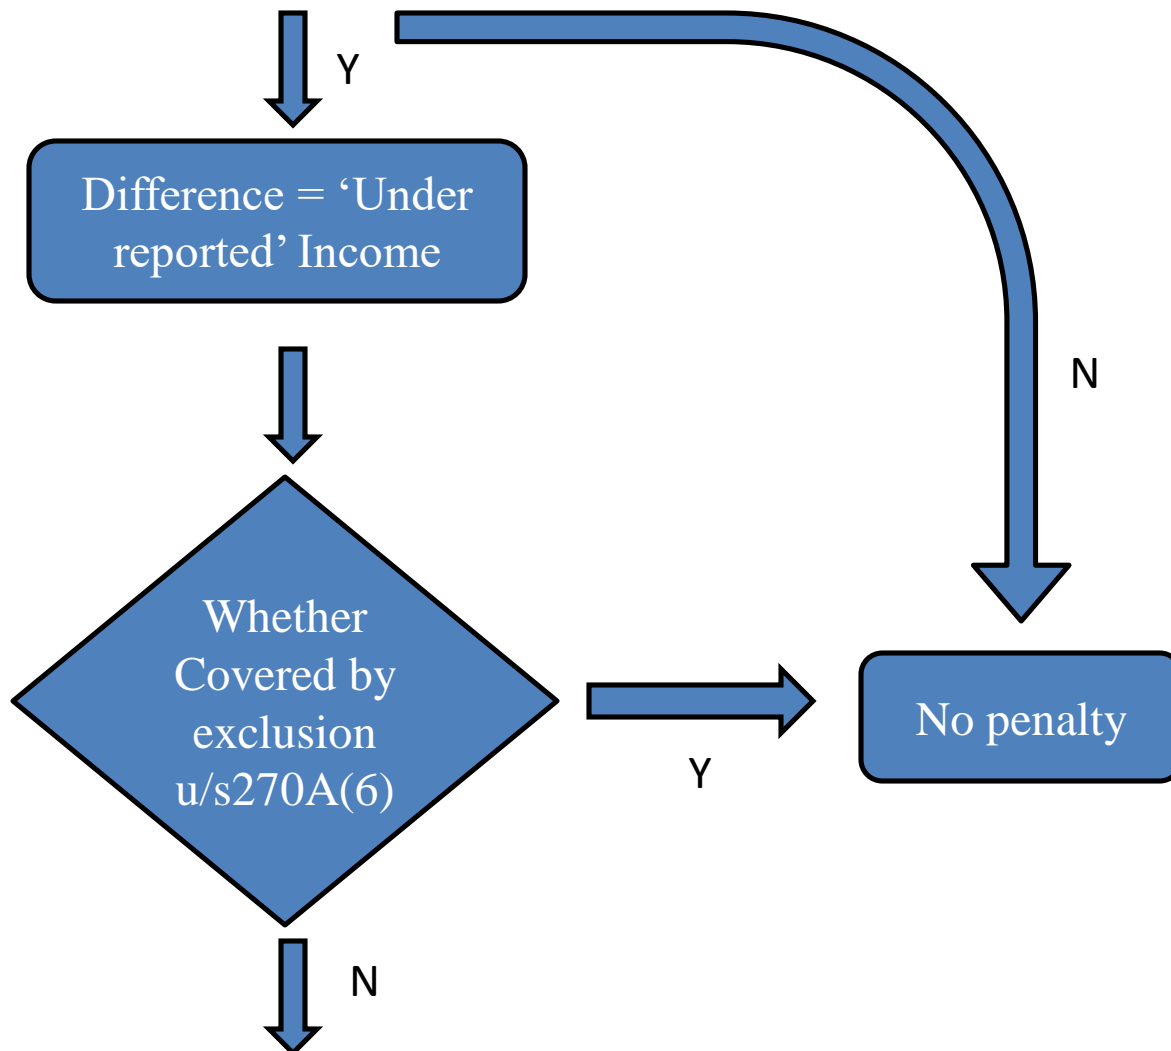 Y
Difference = ‘Under
reported’ Income
N
Whether
Covered by
exclusion
u/s270A(6)
Y
No penalty
N